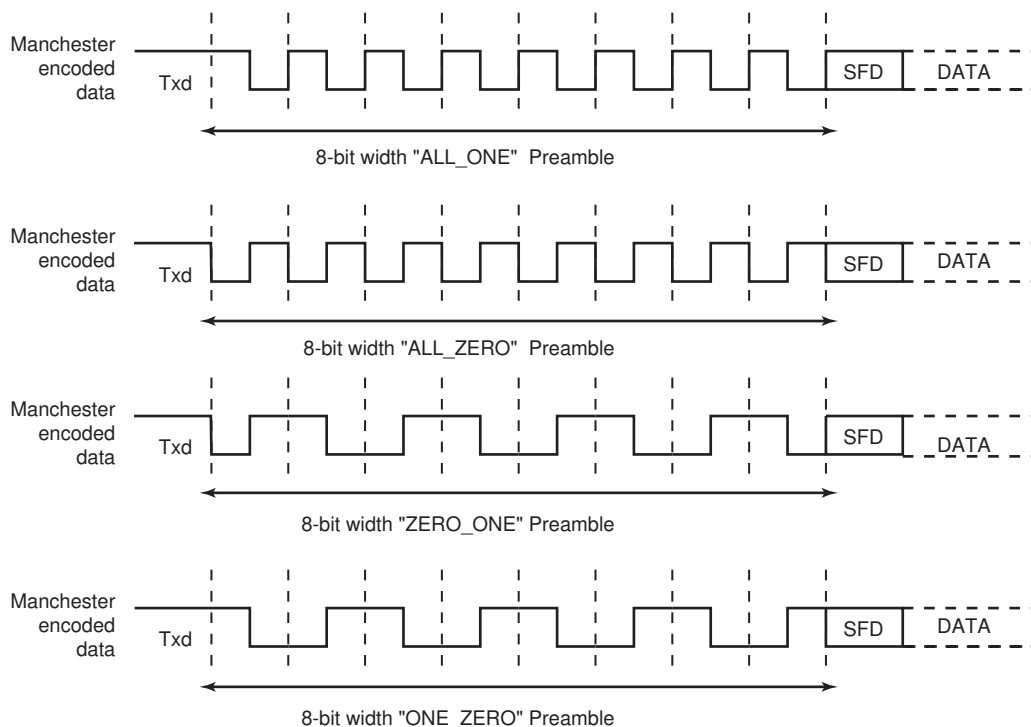 Manchester
encoded
data
Txd
SFD
DATA
8-bit width "ALL_ONE" Preamble
Manchester
encoded
data
Txd
SFD
DATA
8-bit width "ALL_ZERO" Preamble
Manchester
encoded
data
Txd
SFD
DATA
8-bit width "ZERO_ONE" Preamble
Manchester
encoded
data
Txd
SFD
DATA
8-bit width "ONE_ZERO" Preamble